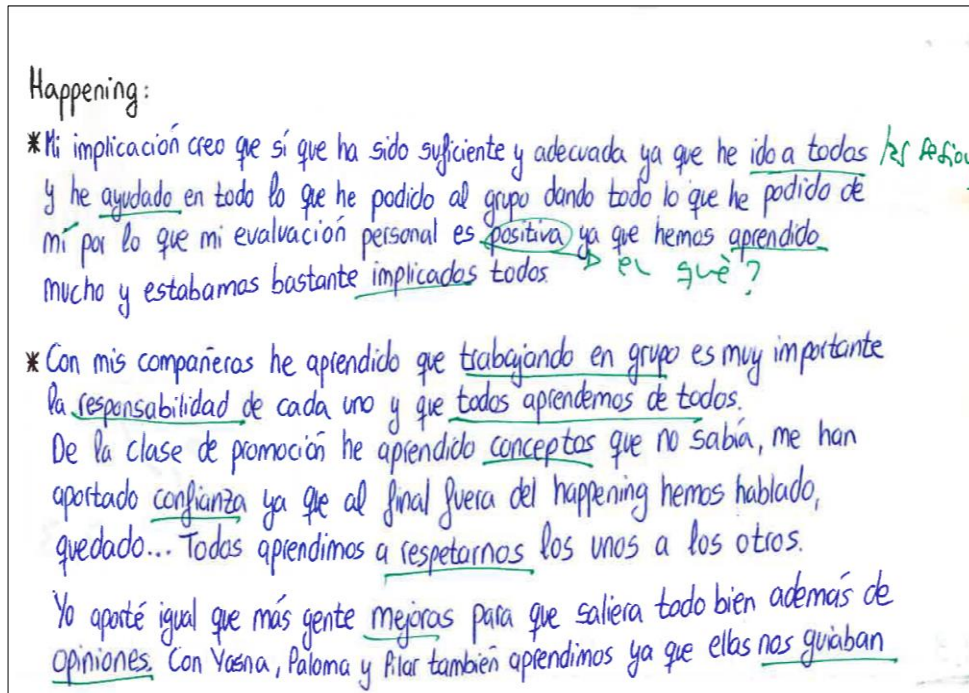 Happening:
*Mi implicación creo que sí que ha sido suficiente y adecuada ya que he ido a todas las
y he ayudado en todo lo que he podido al grupo dando todo lo que he podido de
mí por lo que mi evaluación personal es positiva ya que hemos aprendido
el què?
mucho y estabamos bastante implicados todos.
*Con mis compañeros he aprendido que trabajando en grupo es muy importante
la responsabilidad de cada uno y que todos aprendemos de todos.
De la clase de promoción he aprendido conceptos que no sabía, me han
aportado confianza ya que al final fuera del happening hemos hablado,
quedado... Todos aprendimos a respetarnos los unos a los otros.
Yo aporté igual que más gente mejoras para que saliera todo bien además de
opiniones. Con Yasna, Paloma y Pilar también aprendimos ya que ellas nos guiaban